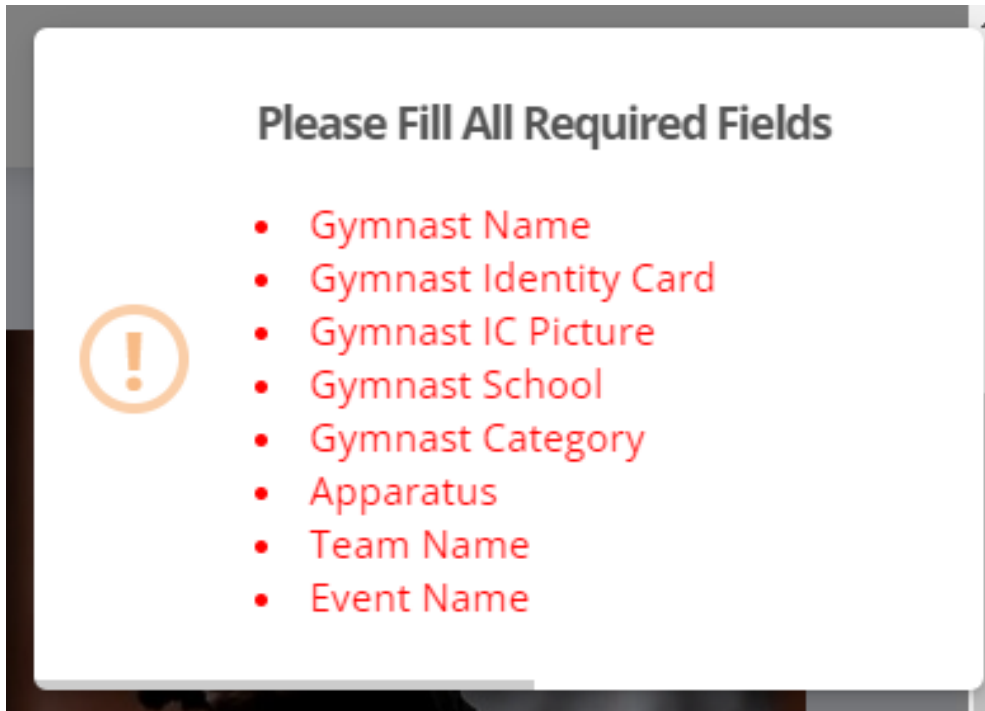 Please Fill All Required Fields
Gymnast Name
Gymnast Identity Card
Gymnast IC Picture
Gymnast School
Gymnast Category
Apparatus
Team Name
Event Name